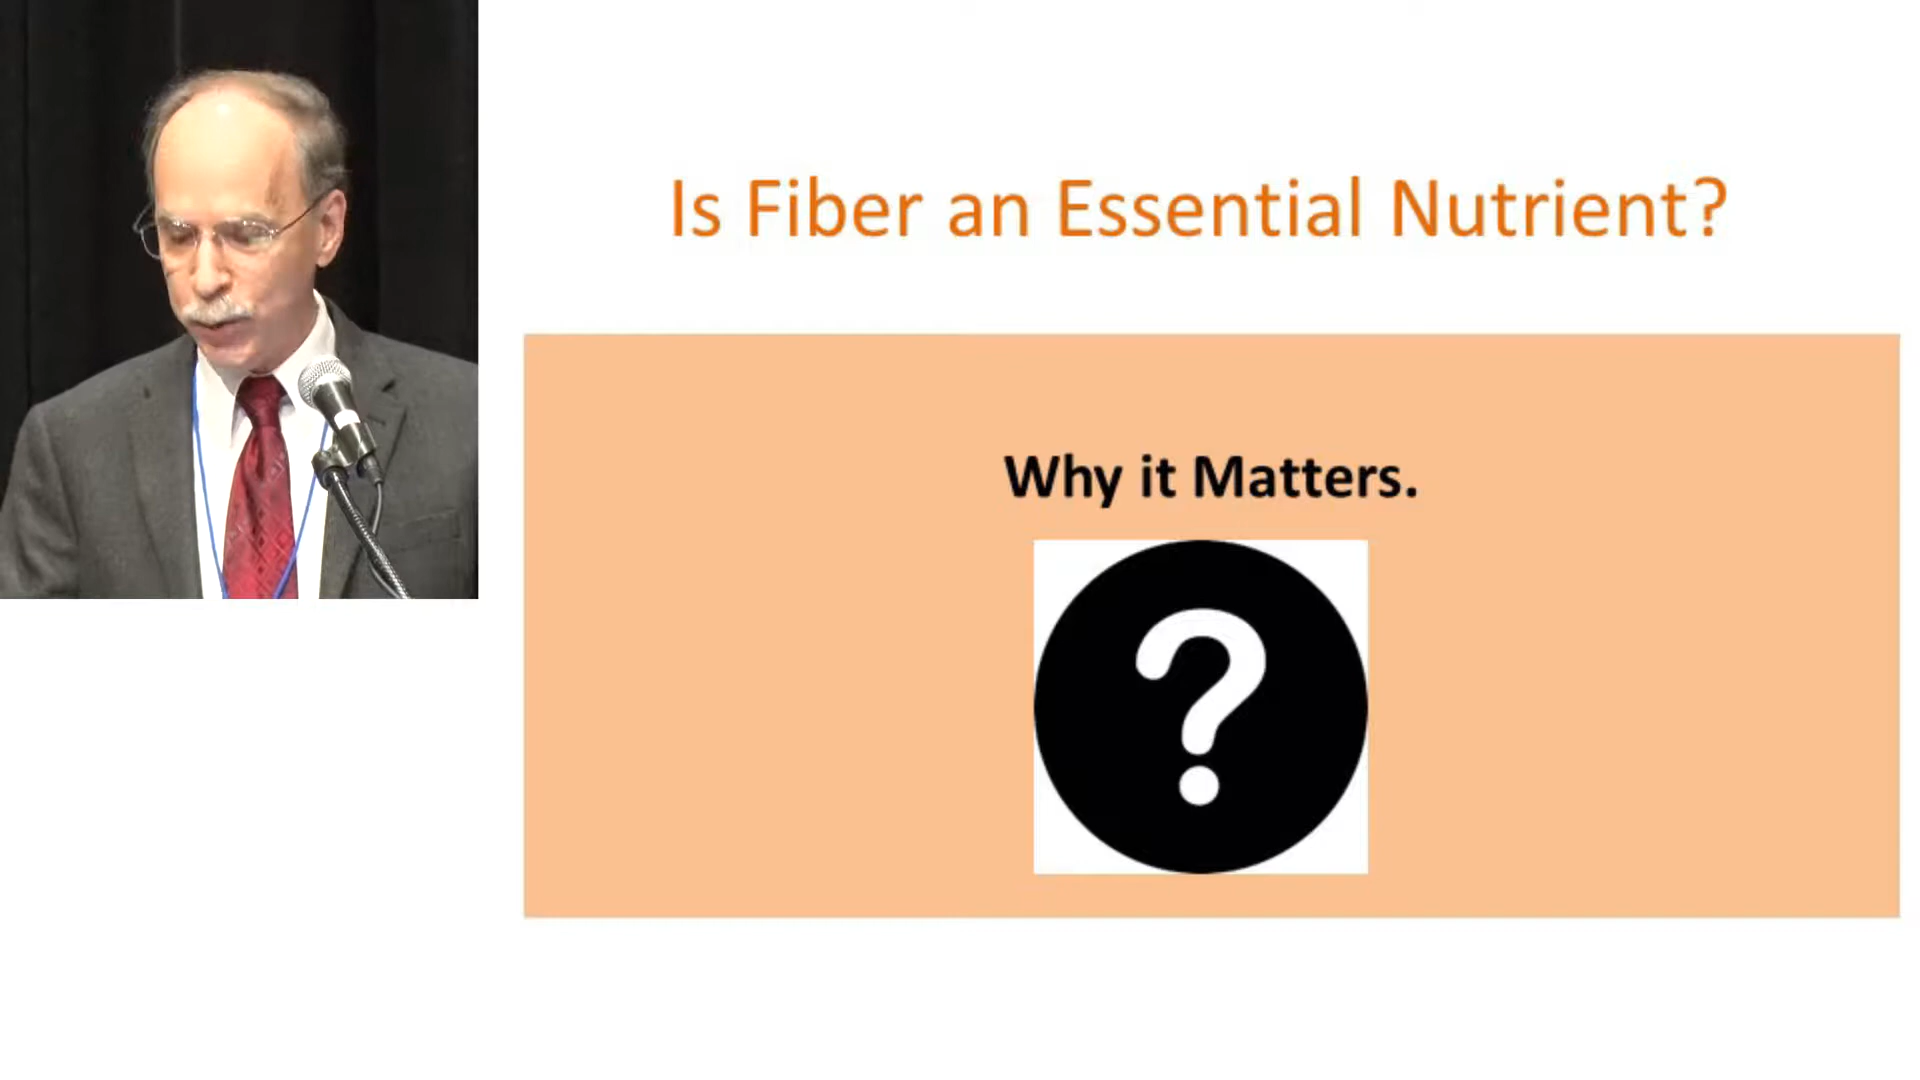 Is Fiber an Essential Nutrient?
Why it Matters.
?